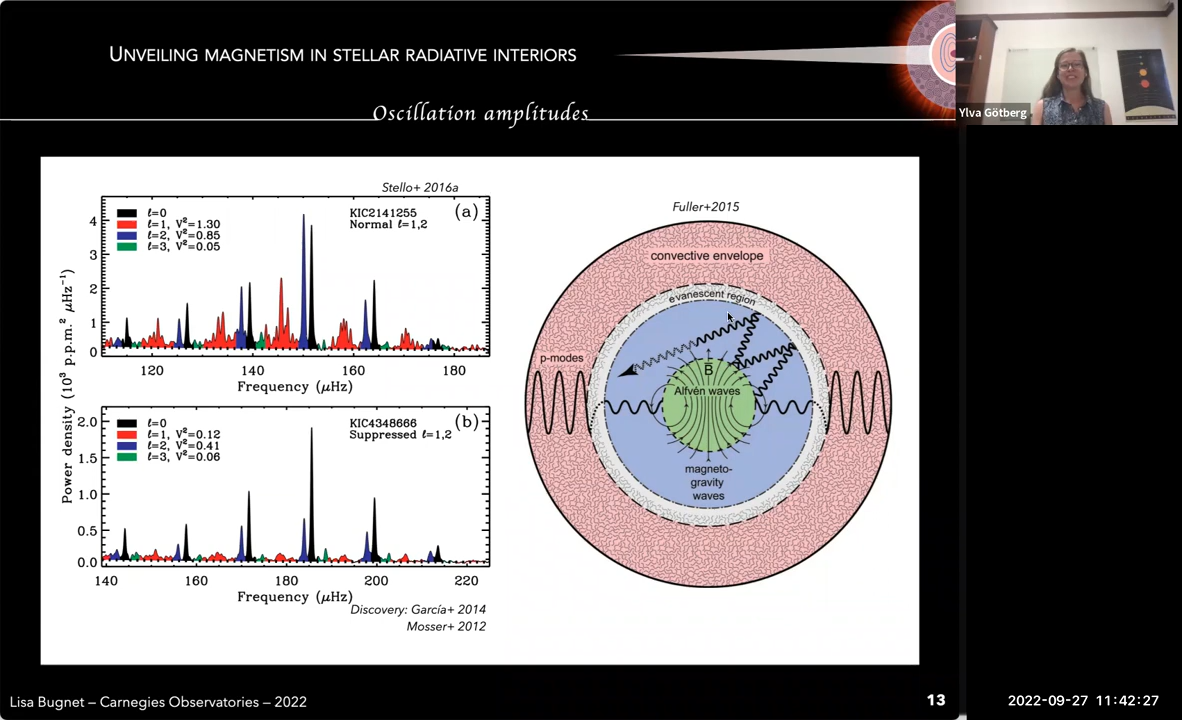 UNVEILING MAGNETISM IN STELLAR RADIATIVE INTERIORS
Ylva Götberg
Oscillation amplitudes
Stello+ 2016a
ℓ=0
ℓ=1, V²=1.30
ℓ=2, V²=0.85
ℓ=3, V²=0.05
KIC2141255
Normal ℓ=1,2
(a)
4
3
2
1
0
120
140
160
180
Frequency (μHz)
Power density (10³ p.p.m.² μHz⁻¹)
ℓ=0
ℓ=1, V²=0.12
ℓ=2, V²=0.41
ℓ=3, V²=0.06
KIC4348666
Suppressed ℓ=1,2
(b)
2.0
1.5
1.0
0.5
0.0
140
160
180
200
220
Frequency (μHz)
Discovery: García+ 2014
Mosser+ 2012
Fuller+2015
convective envelope
evanescent region
p-modes
B
Alfvén waves
magneto-
gravity
waves
Lisa Bugnet – Carnegies Observatories – 2022
13
2022-09-27 11:42:27